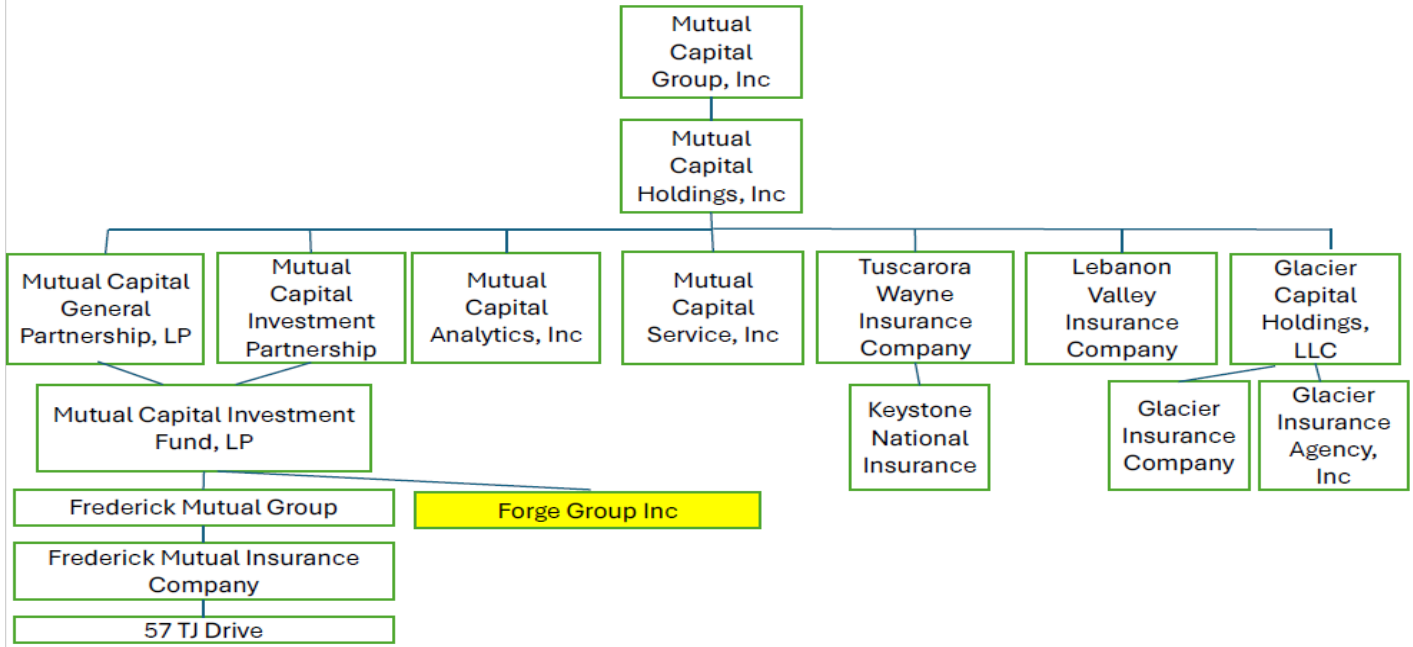 Mutual
Capital
Group, Inc
Mutual
Capital
Holdings, Inc
Mutual Capital
General
Partnership, LP
Mutual
Capital
Investment
Partnership
Mutual
Capital
Analytics, Inc
Mutual
Capital
Service, Inc
Tuscarora
Wayne
Insurance
Company
Lebanon
Valley
Insurance
Company
Glacier
Capital
Holdings,
LLC
Mutual Capital Investment
Fund, LP
Keystone
National
Insurance
Glacier
Insurance
Company
Glacier
Insurance
Agency,
Inc
Frederick Mutual Group
Forge Group Inc
Frederick Mutual Insurance
Company
57 TJ Drive